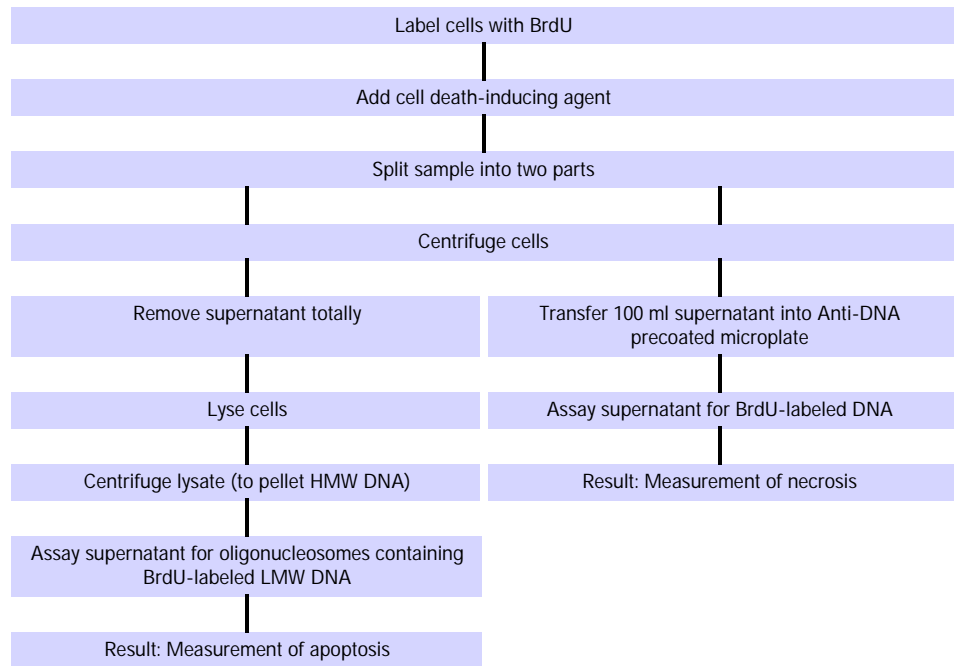 Label cells with BrdU
Add cell death-inducing agent
Split sample into two parts
Centrifuge cells
Remove supernatant totally
Transfer 100 ml supernatant into Anti-DNA
precoated microplate
Lyse cells
Assay supernatant for BrdU-labeled DNA
Centrifuge lysate (to pellet HMW DNA)
Result: Measurement of necrosis
Assay supernatant for oligonucleosomes containing
BrdU-labeled LMW DNA
Result: Measurement of apoptosis